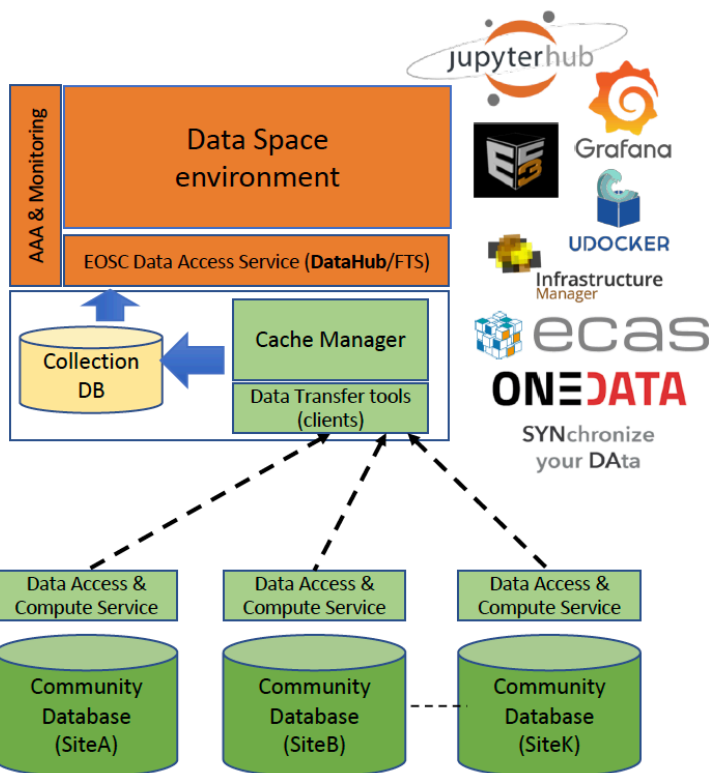 jupyterhub
AAA & Monitoring
Data Space
environment
EC3
Grafana
UDOCKER
EOSC Data Access Service (DataHub/FTS)
Infrastructure
Manager
Collection
DB
Cache Manager
Data Transfer tools
(clients)
ecas
ONEDATA
SYNchronize
your DAta
Data Access &
Compute Service
Data Access &
Compute Service
Data Access &
Compute Service
Community
Database
(SiteA)
Community
Database
(SiteB)
Community
Database
(SiteK)